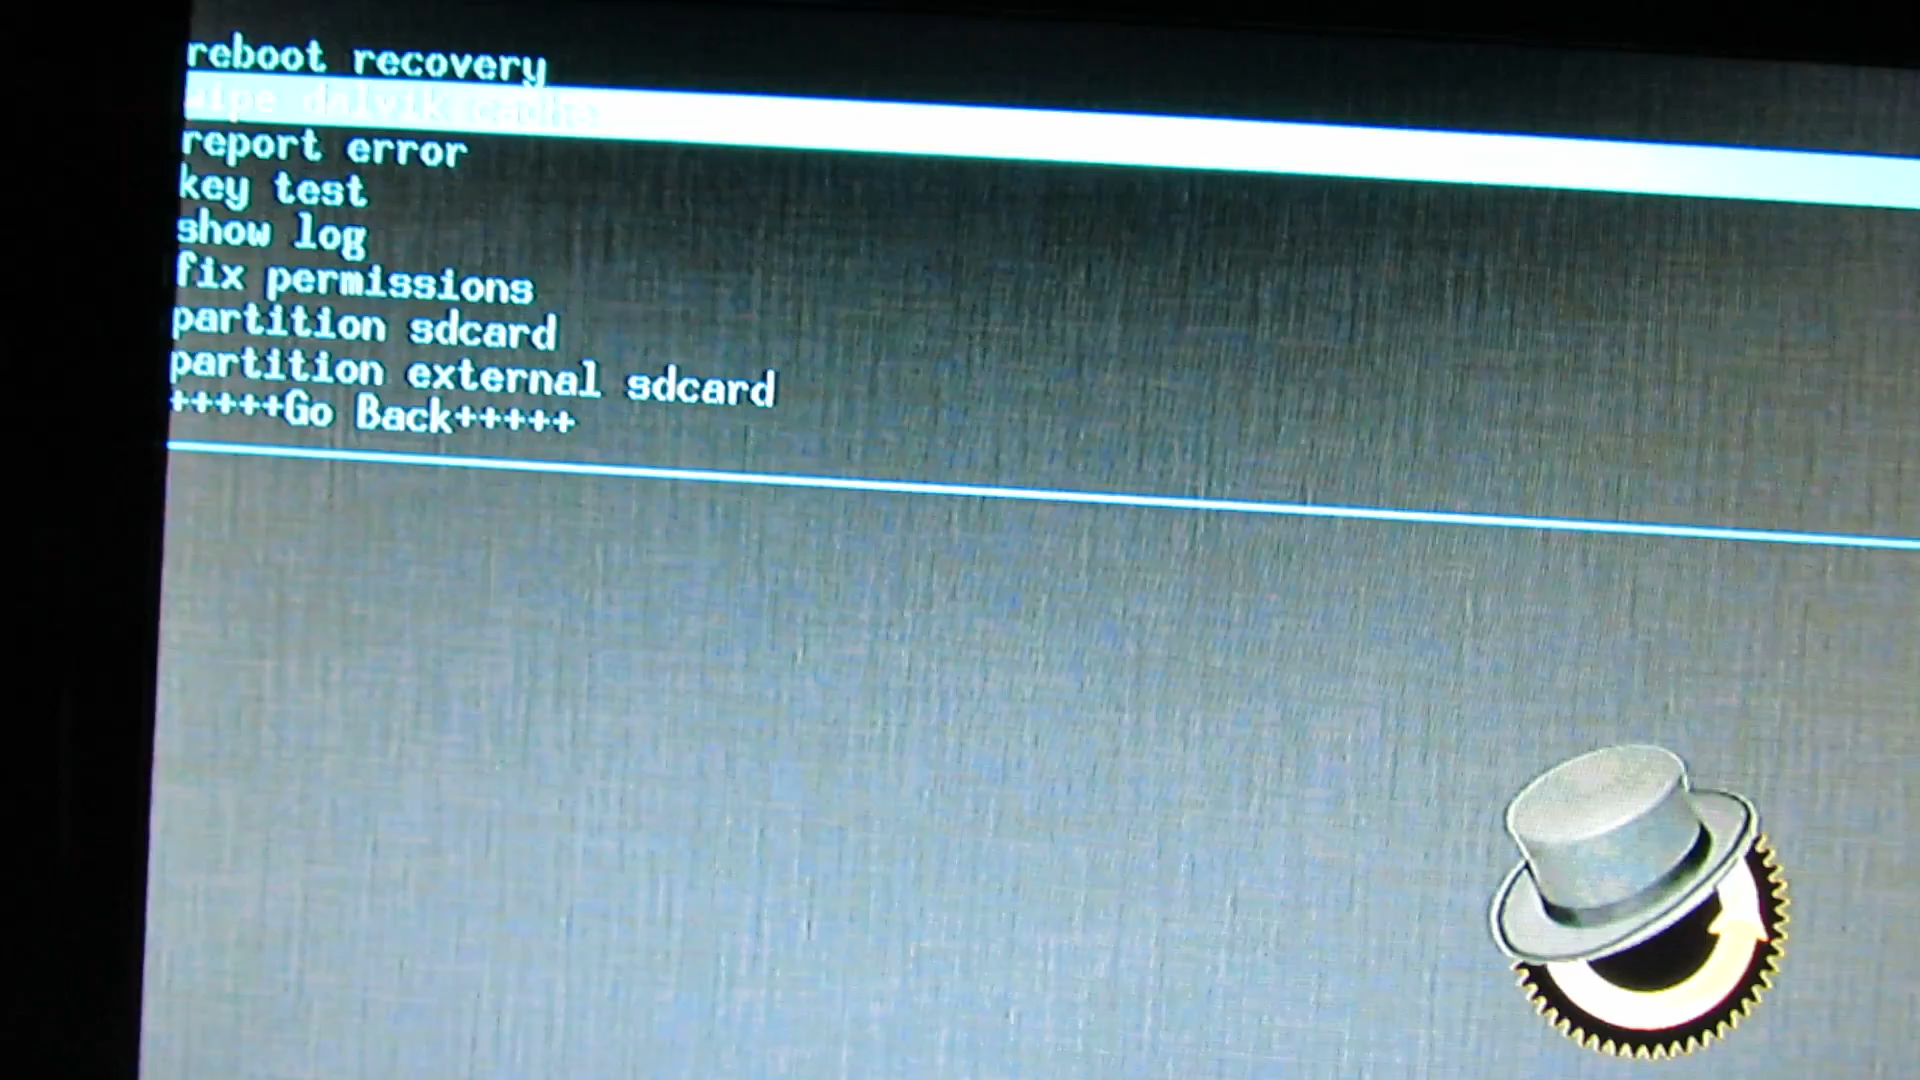 reboot recovery
wipe dalvik cache
report error
key test
show log
fix permissions
partition sdcard
partition external sdcard
+++++Go Back+++++